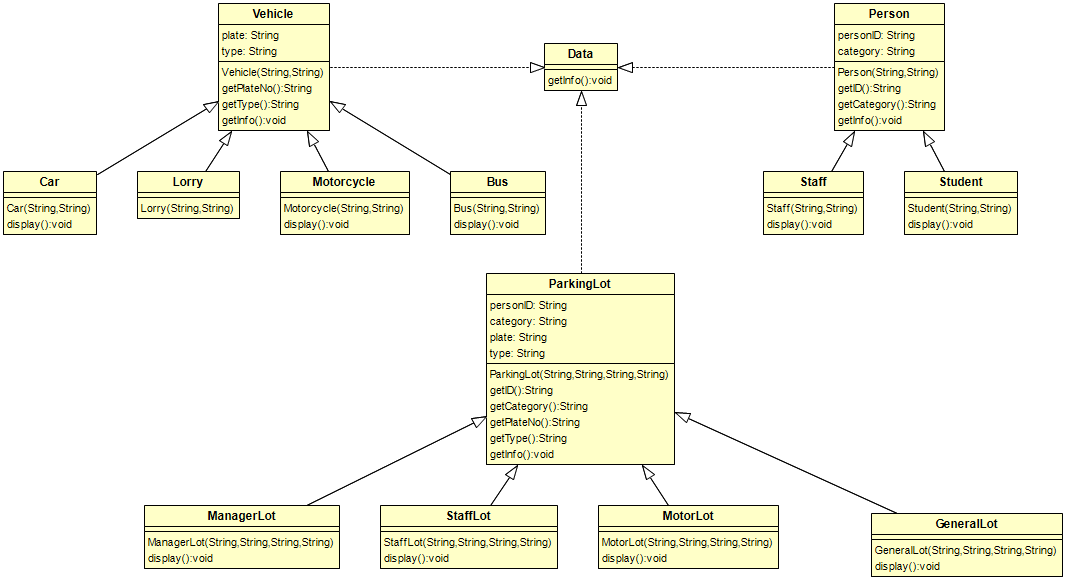 Vehicle
plate: String
type: String
Vehicle(String,String)
getPlateNo():String
getType():String
getInfo():void
Data
getInfo():void
Person
personID: String
category: String
Person(String,String)
getID():String
getCategory():String
getInfo():void
Car
Car(String,String)
display():void
Lorry
Lorry(String,String)
Motorcycle
Motorcycle(String,String)
display():void
Bus
Bus(String,String)
display():void
Staff
Staff(String,String)
display():void
Student
Student(String,String)
display():void
ParkingLot
personID: String
category: String
plate: String
type: String
ParkingLot(String,String,String,String)
getID():String
getCategory():String
getPlateNo():String
getType():String
getInfo():void
ManagerLot
ManagerLot(String,String,String,String)
display():void
StaffLot
StaffLot(String,String,String,String)
display():void
MotorLot
MotorLot(String,String,String,String)
display():void
GeneralLot
GeneralLot(String,String,String,String)
display():void